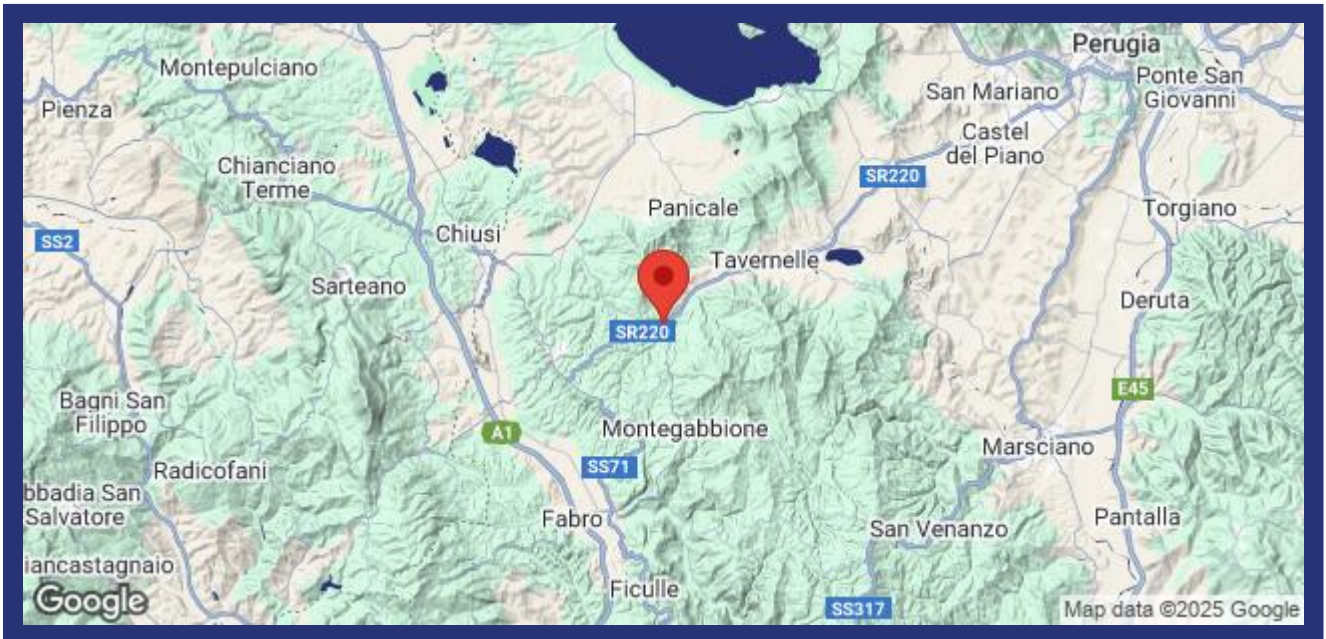 Perugia
Montepulciano
Ponte San
Giovanni
San Mariano
Pienza
Castel
del Piano
Chianciano
Terme
SR220
Panicale
Torgiano
Chiusi
SS2
Tavernelle
Sarteano
Deruta
SR220
E45
Bagni San
Filippo
Montegabbione
A1
Marsciano
SS71
Radicofani
bbadia San
Salvatore
Fabro
Pantalla
San Venanzo
iancastagnaio
Ficulle
Google
SS317
Map data ©2025 Google